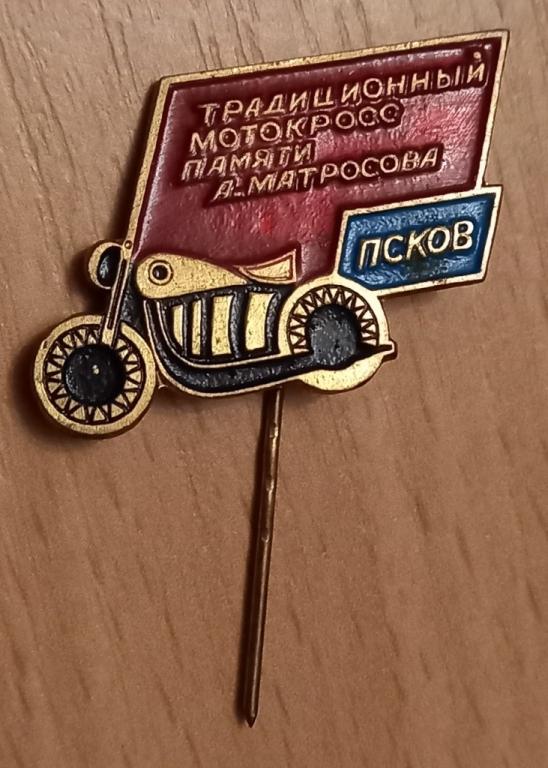 ТРАДИЦИОННЫЙ
МОТОКРОСС
ПАМЯТИ
А. МАТРОСОВА
ПСКОВ